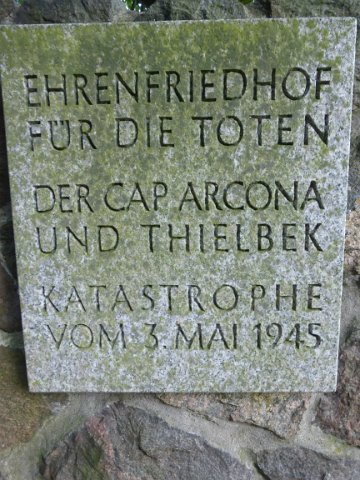 EHRENFRIEDHOF
FÜR DIE TOTEN
DER CAP ARCONA
UND THIELBEK
KATASTROPHE
VOM 3. MAI 1945